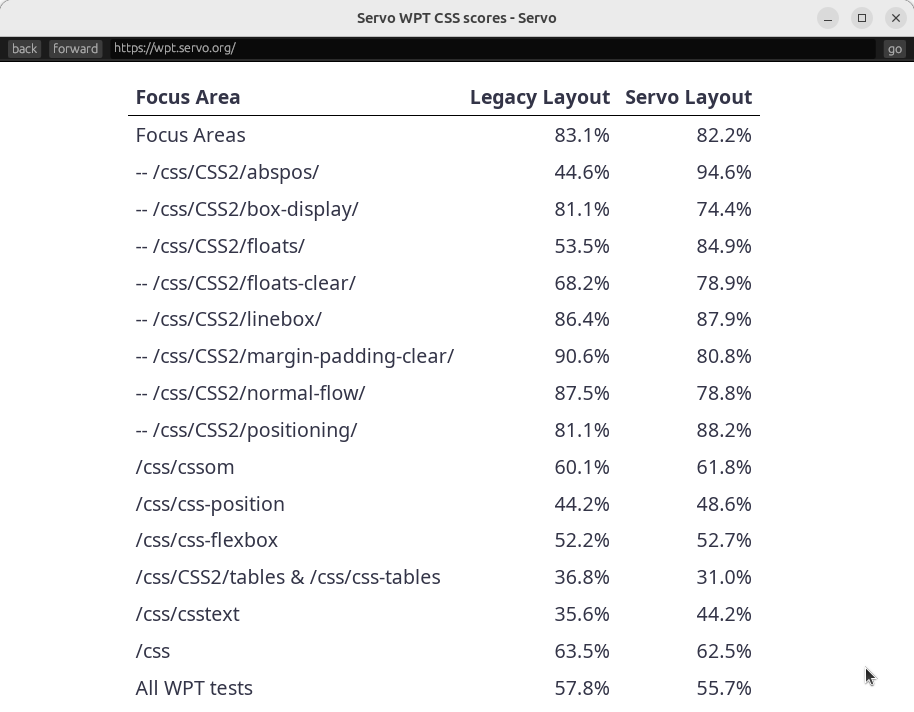 Servo WPT CSS scores - Servo
back forward https://wpt.servo.org/ go
Focus Area Legacy Layout Servo Layout
Focus Areas 83.1% 82.2%
-- /css/CSS2/abspos/ 44.6% 94.6%
-- /css/CSS2/box-display/ 81.1% 74.4%
-- /css/CSS2/floats/ 53.5% 84.9%
-- /css/CSS2/floats-clear/ 68.2% 78.9%
-- /css/CSS2/linebox/ 86.4% 87.9%
-- /css/CSS2/margin-padding-clear/ 90.6% 80.8%
-- /css/CSS2/normal-flow/ 87.5% 78.8%
-- /css/CSS2/positioning/ 81.1% 88.2%
/css/cssom 60.1% 61.8%
/css/css-position 44.2% 48.6%
/css/css-flexbox 52.2% 52.7%
/css/CSS2/tables & /css/css-tables 36.8% 31.0%
/css/csstext 35.6% 44.2%
/css 63.5% 62.5%
All WPT tests 57.8% 55.7%